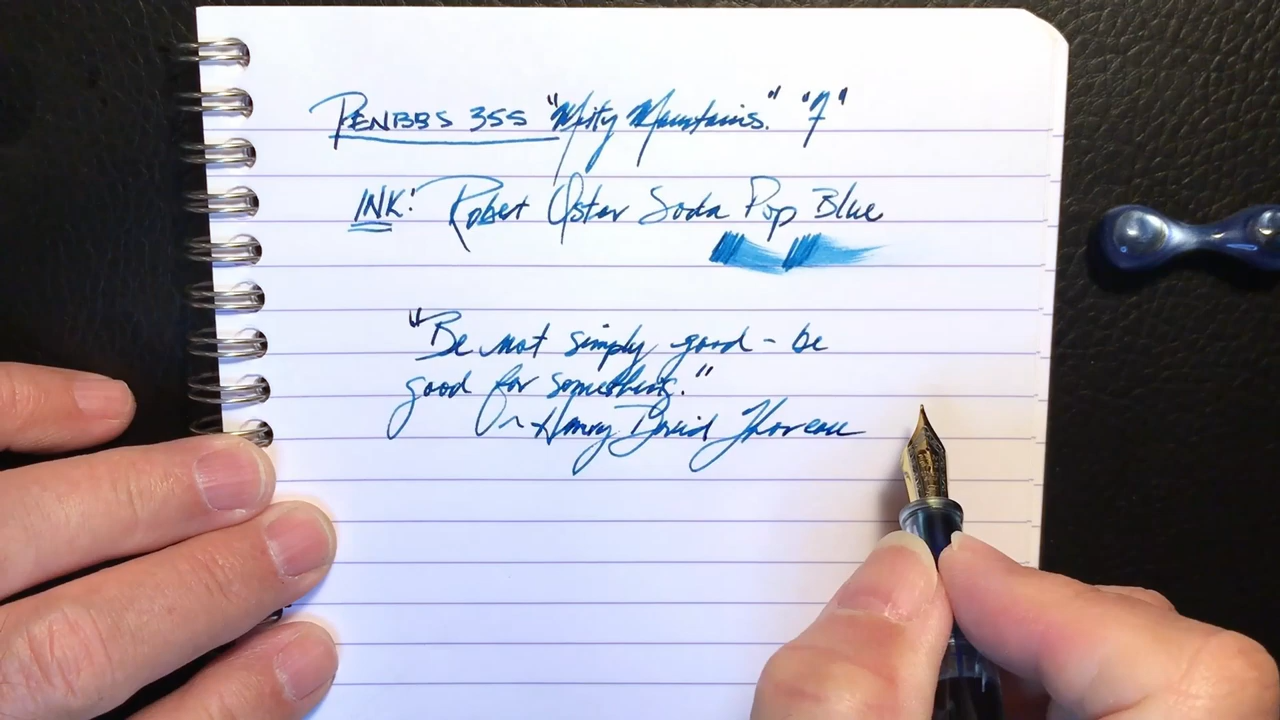 PENBBS 355 "Misty Mountains." "F"
INK: Robert Oster Soda Pop Blue
"Be not simply good - be
good for something."
~ Henry David Thoreau